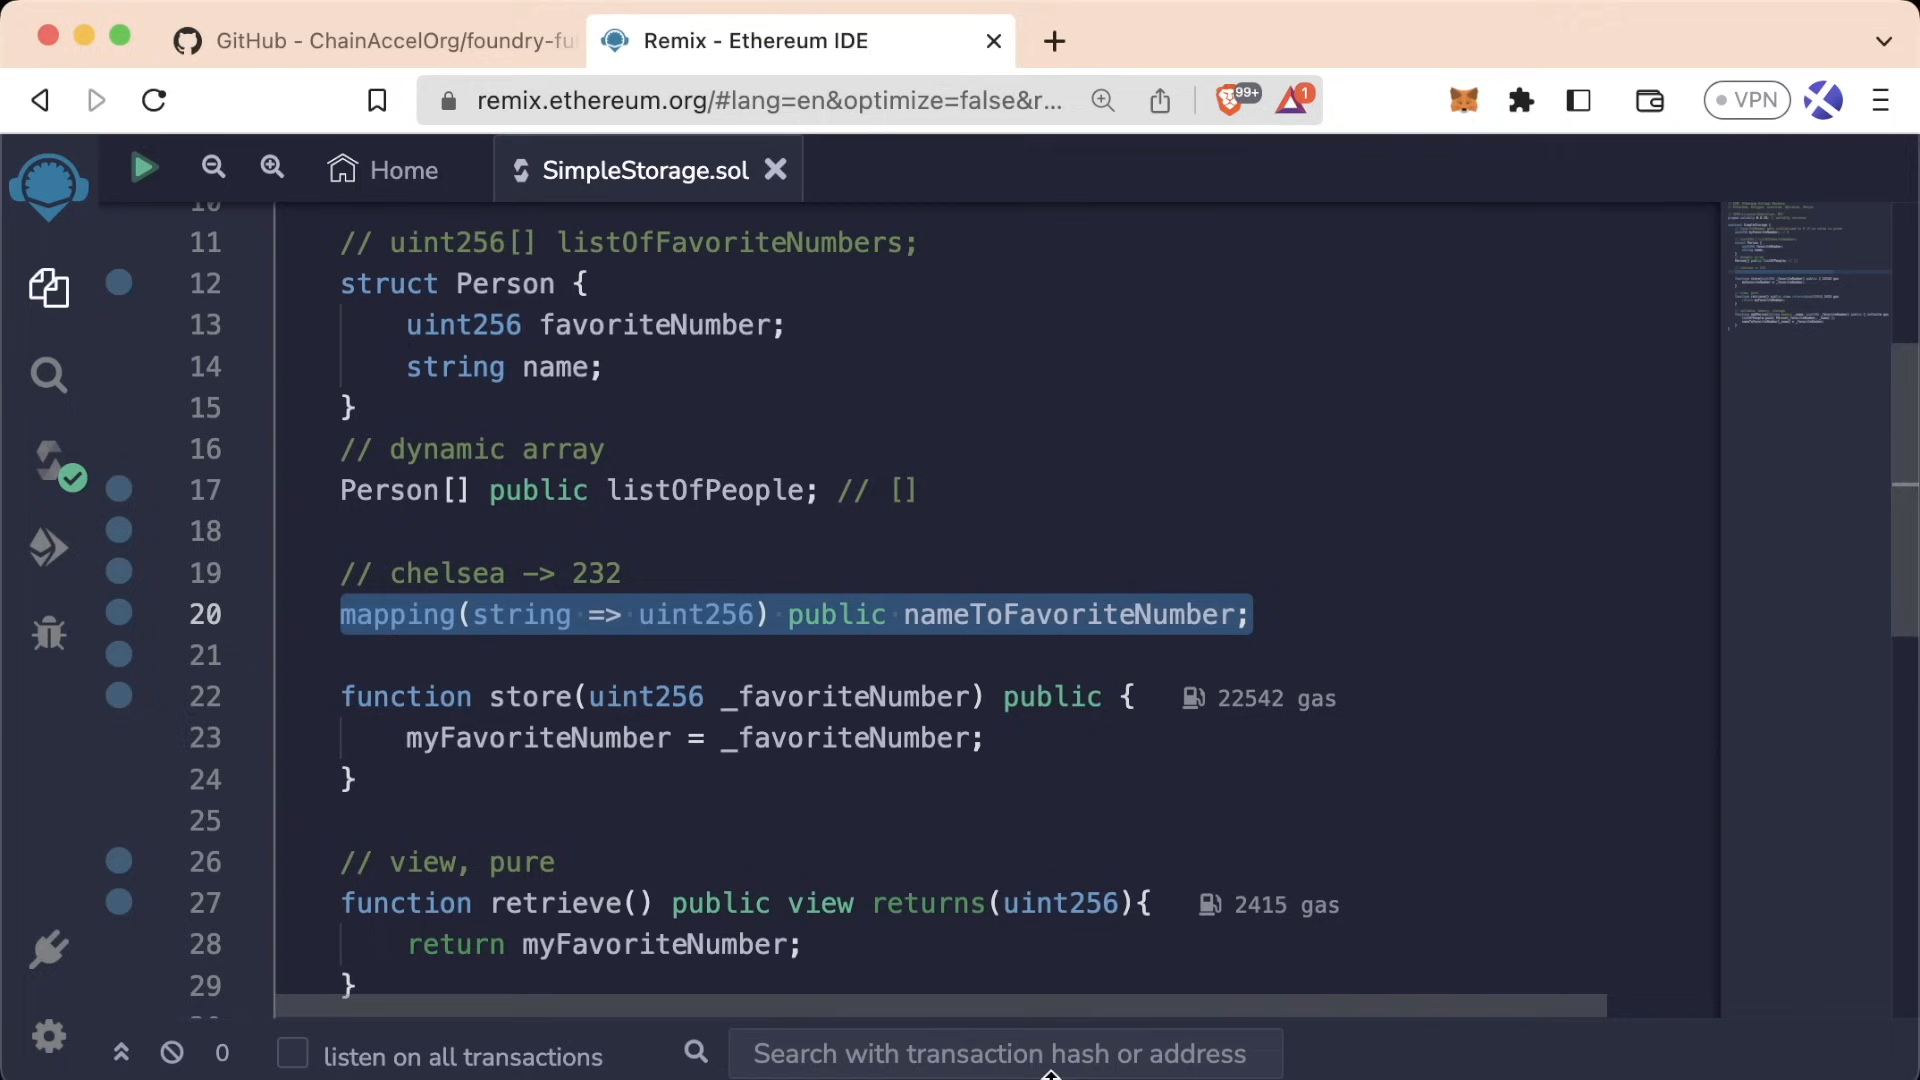 GitHub - ChainAccelOrg/foundry-fu
Remix - Ethereum IDE
remix.ethereum.org/#lang=en&optimize=false&r...
99+
1
VPN
Home
SimpleStorage.sol
10
11 // uint256[] listOfFavoriteNumbers;
12 struct Person {
13 uint256 favoriteNumber;
14 string name;
15 }
16 // dynamic array
17 Person[] public listOfPeople; // []
18
19 // chelsea -> 232
20 mapping(string => uint256) public nameToFavoriteNumber;
21
22 function store(uint256 _favoriteNumber) public { 22542 gas
23 myFavoriteNumber = _favoriteNumber;
24 }
25
26 // view, pure
27 function retrieve() public view returns(uint256){ 2415 gas
28 return myFavoriteNumber;
29 }
0
listen on all transactions
Search with transaction hash or address